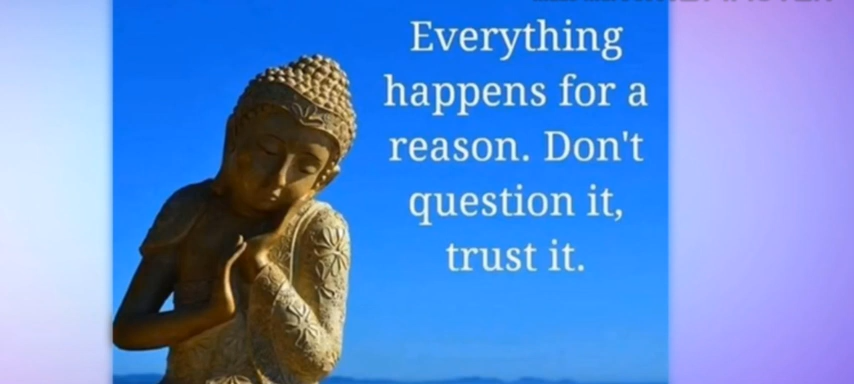 Everything
happens for a
reason. Don't
question it,
trust it.